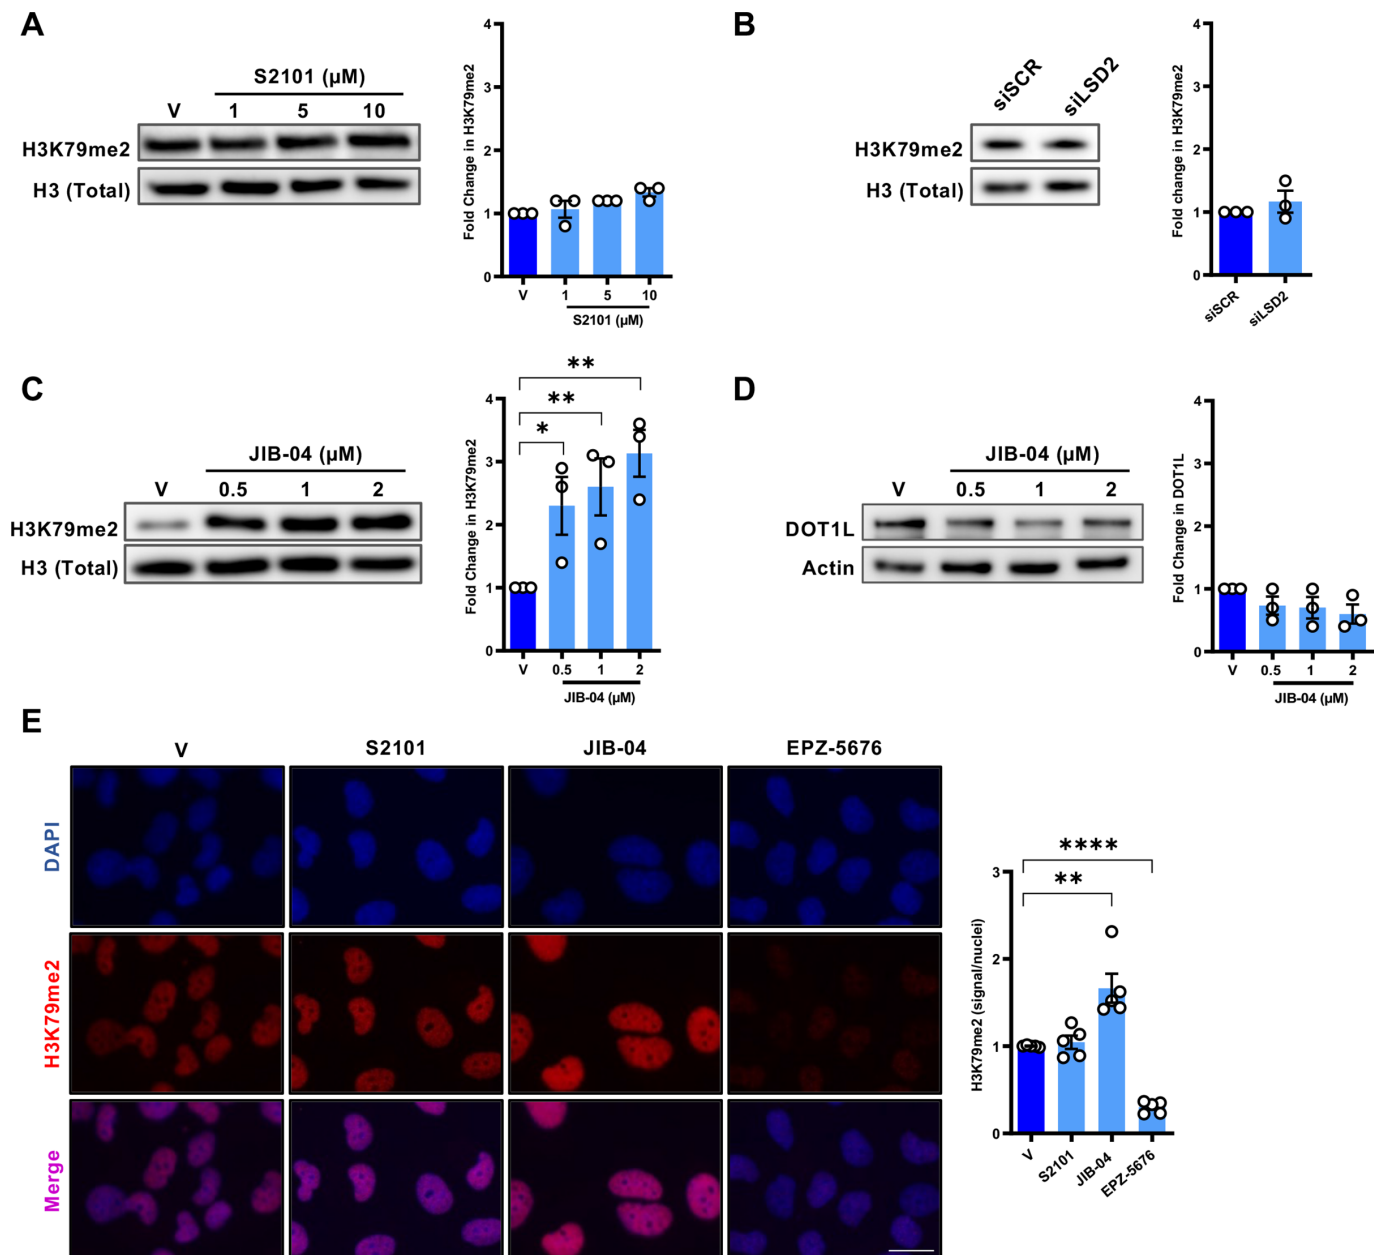 A
S2101 (µM)
V 1 5 10
H3K79me2
H3 (Total)
Fold Change in H3K79me2
4
3
2
1
0
V 1 5 10
S2101 (µM)
B
siSCR siLSD2
H3K79me2
H3 (Total)
Fold change in H3K79me2
4
3
2
1
0
siSCR siLSD2
C
JIB-04 (µM)
V 0.5 1 2
H3K79me2
H3 (Total)
Fold Change in H3K79me2
4
3
2
1
0
**
**
*
V 0.5 1 2
JIB-04 (µM)
D
JIB-04 (µM)
V 0.5 1 2
DOT1L
Actin
Fold Change in DOT1L
4
3
2
1
0
V 0.5 1 2
JIB-04 (µM)
E
V S2101 JIB-04 EPZ-5676
DAPI
H3K79me2
Merge
H3K79me2 (signal/nucleii)
3
2
1
0
****
**
V S2101 JIB-04 EPZ-5676